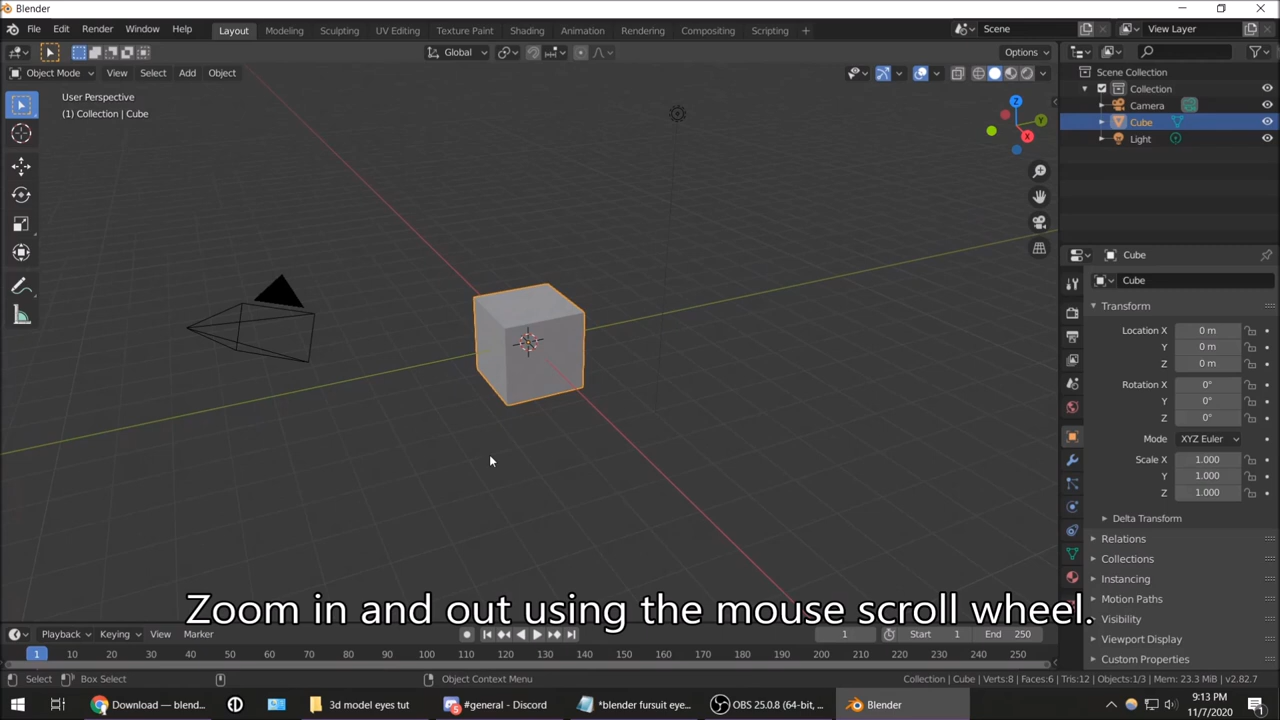 Blender
File Edit Render Window Help Layout Modeling Sculpting UV Editing Texture Paint Shading Animation Rendering Compositing Scripting + Scene View Layer
Global Options
Object Mode View Select Add Object
User Perspective
(1) Collection | Cube
Z
Y
X
Scene Collection
Collection
Camera
Cube
Light
Cube
Cube
Transform
Location X 0 m
Y 0 m
Z 0 m
Rotation X 0°
Y 0°
Z 0°
Mode XYZ Euler
Scale X 1.000
Y 1.000
Z 1.000
Delta Transform
Relations
Collections
Instancing
Motion Paths
Visibility
Viewport Display
Custom Properties
Zoom in and out using the mouse scroll wheel.
Playback Keying View Marker 1 Start 1 End 250
1 10 20 30 40 50 60 70 80 90 100 110 120 130 140 150 160 170 180 190 200 210 220 230 240 250
Select Box Select Object Context Menu Collection | Cube | Verts:8 | Faces:6 | Tris:12 | Objects:1/3 | Mem: 23.3 MiB | v2.82.7
Download — blend... 3d model eyes tut #general - Discord *blender fursuit eye... OBS 25.0.8 (64-bit, ... Blender
9:13 PM
11/7/2020